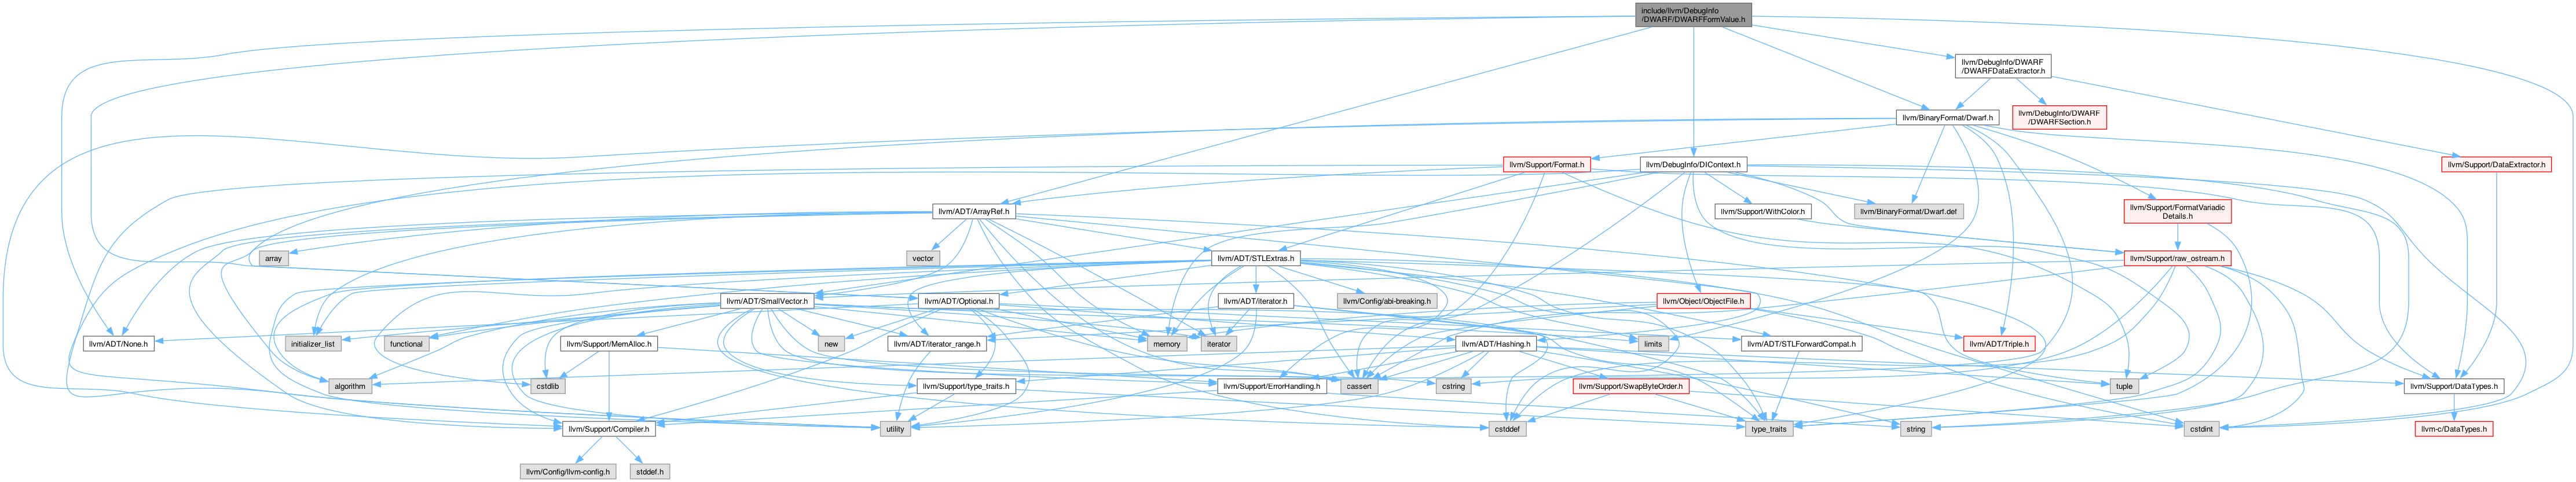 include/llvm/DebugInfo
/DWARF/DWARFFormValue.h
llvm/DebugInfo/DWARF
/DWARFDataExtractor.h
llvm/BinaryFormat/Dwarf.h
llvm/DebugInfo/DWARF
/DWARFSection.h
llvm/Support/Format.h
llvm/DebugInfo/DIContext.h
llvm/Support/DataExtractor.h
llvm/ADT/ArrayRef.h
llvm/Support/WithColor.h
llvm/BinaryFormat/Dwarf.def
llvm/Support/FormatVariadic
Details.h
array
vector
llvm/ADT/STLExtras.h
llvm/Support/raw_ostream.h
llvm/ADT/SmallVector.h
llvm/ADT/Optional.h
llvm/ADT/iterator.h
llvm/Config/abi-breaking.h
llvm/Object/ObjectFile.h
llvm/ADT/None.h
initializer_list
functional
llvm/Support/MemAlloc.h
new
llvm/ADT/iterator_range.h
memory
iterator
llvm/ADT/Hashing.h
limits
llvm/ADT/STLForwardCompat.h
llvm/ADT/Triple.h
algorithm
cstdlib
llvm/Support/type_traits.h
llvm/Support/ErrorHandling.h
cassert
cstring
llvm/Support/SwapByteOrder.h
tuple
llvm/Support/DataTypes.h
llvm/Support/Compiler.h
utility
cstddef
type_traits
string
cstdint
llvm-c/DataTypes.h
llvm/Config/llvm-config.h
stddef.h